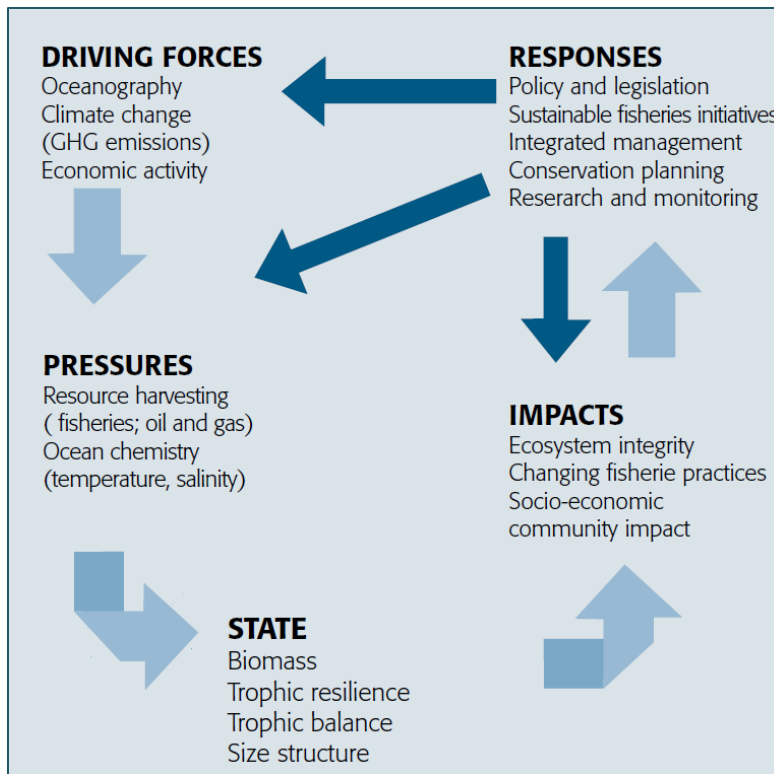 DRIVING FORCES
Oceanography
Climate change
(GHG emissions)
Economic activity
RESPONSES
Policy and legislation
Sustainable fisheries initiatives
Integrated management
Conservation planning
Reserarch and monitoring
PRESSURES
Resource harvesting
( fisheries; oil and gas)
Ocean chemistry
(temperature, salinity)
IMPACTS
Ecosystem integrity
Changing fisherie practices
Socio-economic
community impact
STATE
Biomass
Trophic resilience
Trophic balance
Size structure